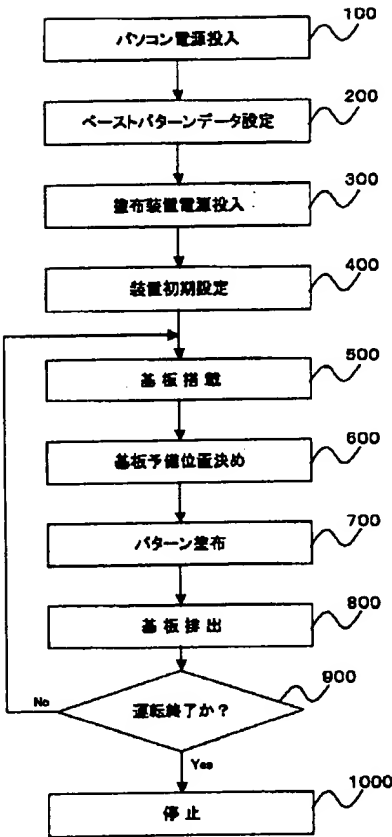 100
パソコン電源投入
200
ペーストパターンデータ設定
300
塗布装置電源投入
400
装置初期設定
500
基板搭載
600
基板予備位置決め
700
パターン塗布
800
基板排出
900
運転終了か?
No
Yes
1000
停止